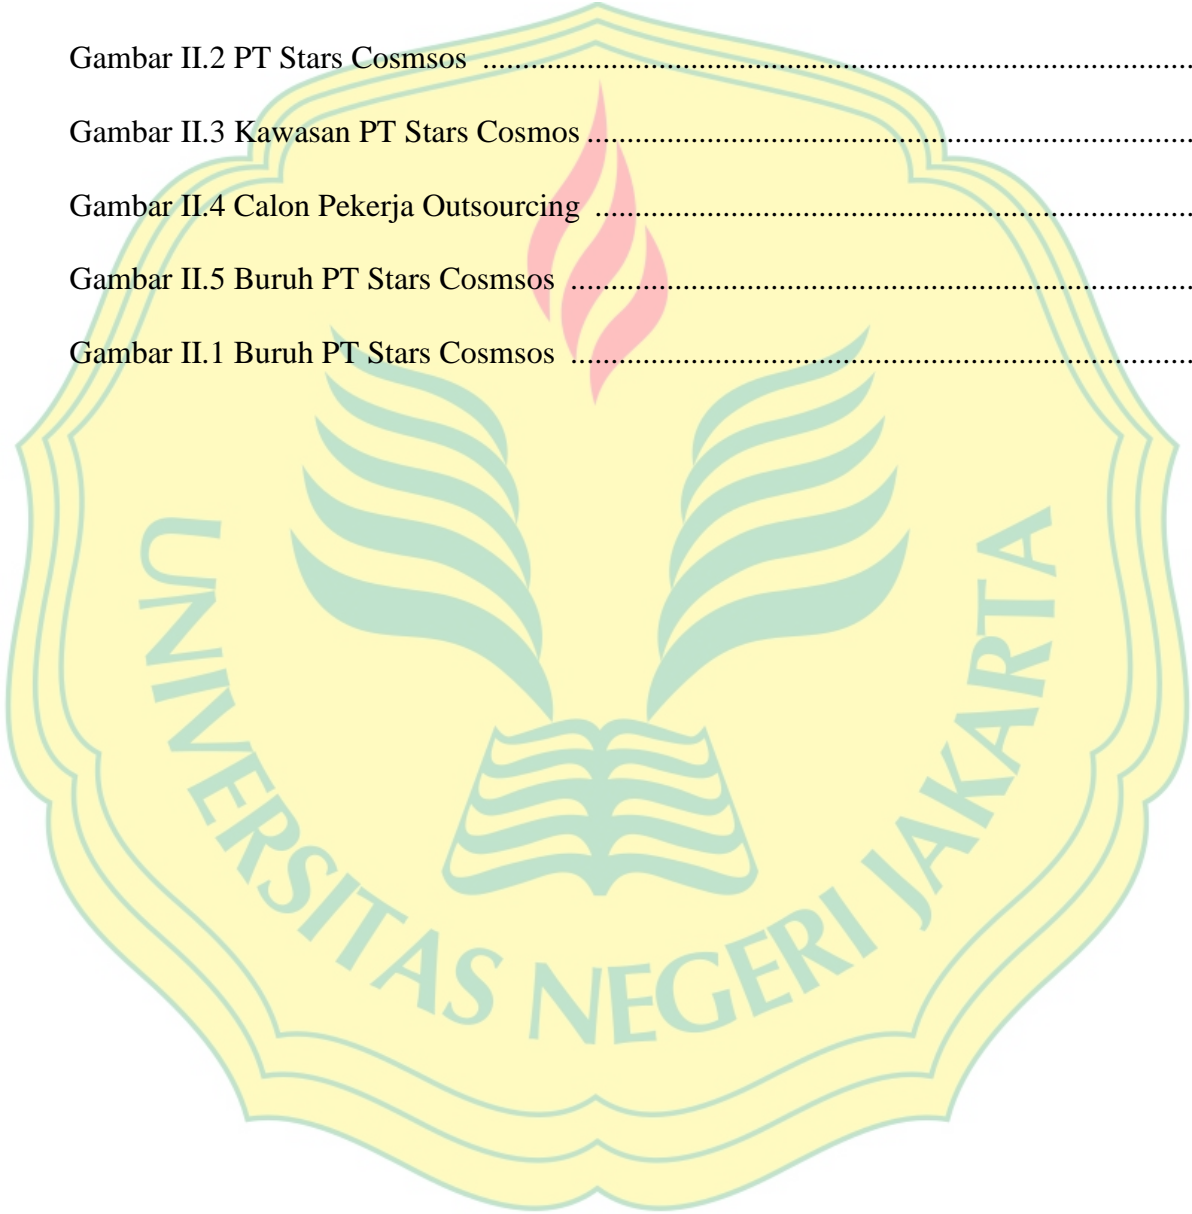 Gambar II.2 PT Stars Cosmsos ................................................................................
Gambar II.3 Kawasan PT Stars Cosmos ................................................................................
Gambar II.4 Calon Pekerja Outsourcing ................................................................................
Gambar II.5 Buruh PT Stars Cosmsos ................................................................................
Gambar II.1 Buruh PT Stars Cosmsos ................................................................................
UNIVERSITAS NEGERI JAKARTA